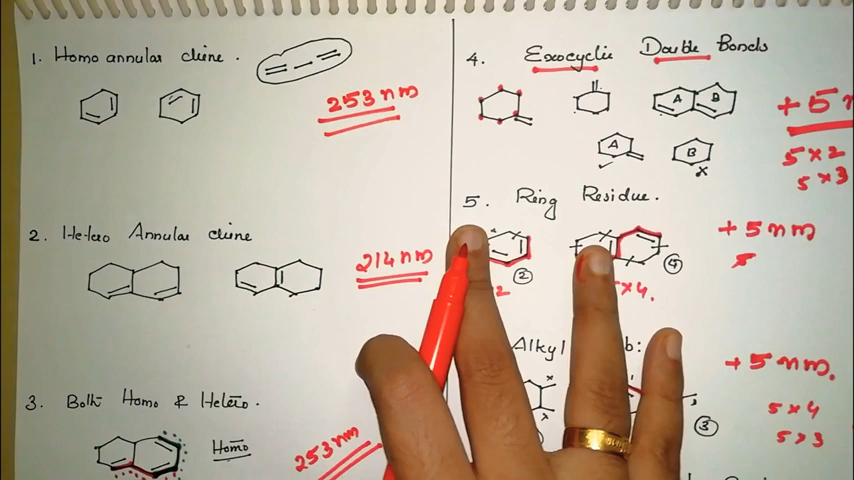 1. Homo annular diene.
253 nm
2. Hetero Annular diene
214 nm
3. Both Homo & Hetero.
Homo
253 nm
4. Exocyclic Double Bonds
A B
+5
A B
x
5 x 2
5 x 3
5. Ring Residue.
+5 nm
5
2
4
2
x 4.
Alkyl b:
+5 nm.
x
x
3
5 x 4
5 x 3